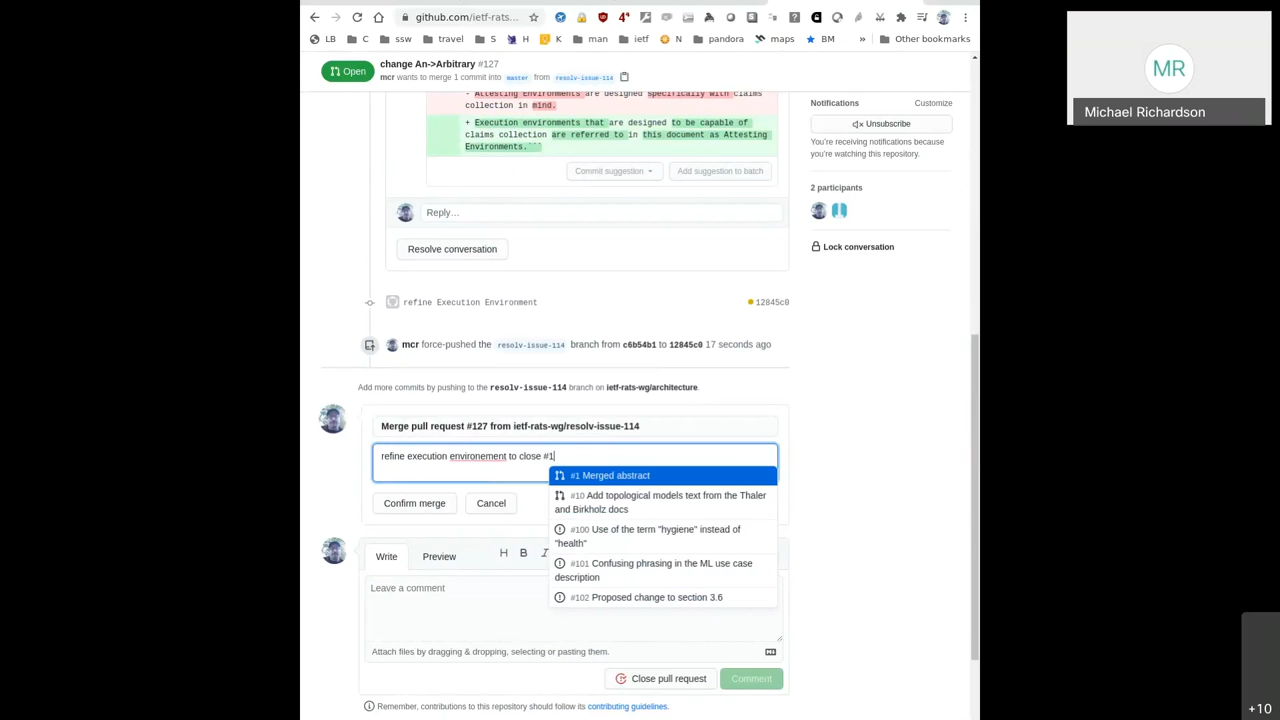 github.com/ietf-rats...
LB C ssw travel S H K man ietf N pandora maps BM » Other bookmarks
Open
change An->Arbitrary #127
mcr wants to merge 1 commit into master from resolv-issue-114
- Attesting Environments are designed specifically with claims
collection in mind.
+ Execution environments that are designed to be capable of
claims collection are referred to in this document as Attesting
Environments.```
Commit suggestion
Add suggestion to batch
Reply…
Resolve conversation
refine Execution Environment
12845c0
mcr force-pushed the resolv-issue-114 branch from c6b54b1 to 12845c0 17 seconds ago
Add more commits by pushing to the resolv-issue-114 branch on ietf-rats-wg/architecture.
Merge pull request #127 from ietf-rats-wg/resolv-issue-114
refine execution environement to close #1
#1 Merged abstract
#10 Add topological models text from the Thaler
and Birkholz docs
#100 Use of the term "hygiene" instead of
"health"
#101 Confusing phrasing in the ML use case
description
#102 Proposed change to section 3.6
Confirm merge
Cancel
Write
Preview
H B I
Leave a comment
Attach files by dragging & dropping, selecting or pasting them.
Close pull request
Comment
Remember, contributions to this repository should follow its contributing guidelines.
Notifications
Customize
Unsubscribe
You're receiving notifications because
you're watching this repository.
2 participants
Lock conversation
MR
Michael Richardson
+10